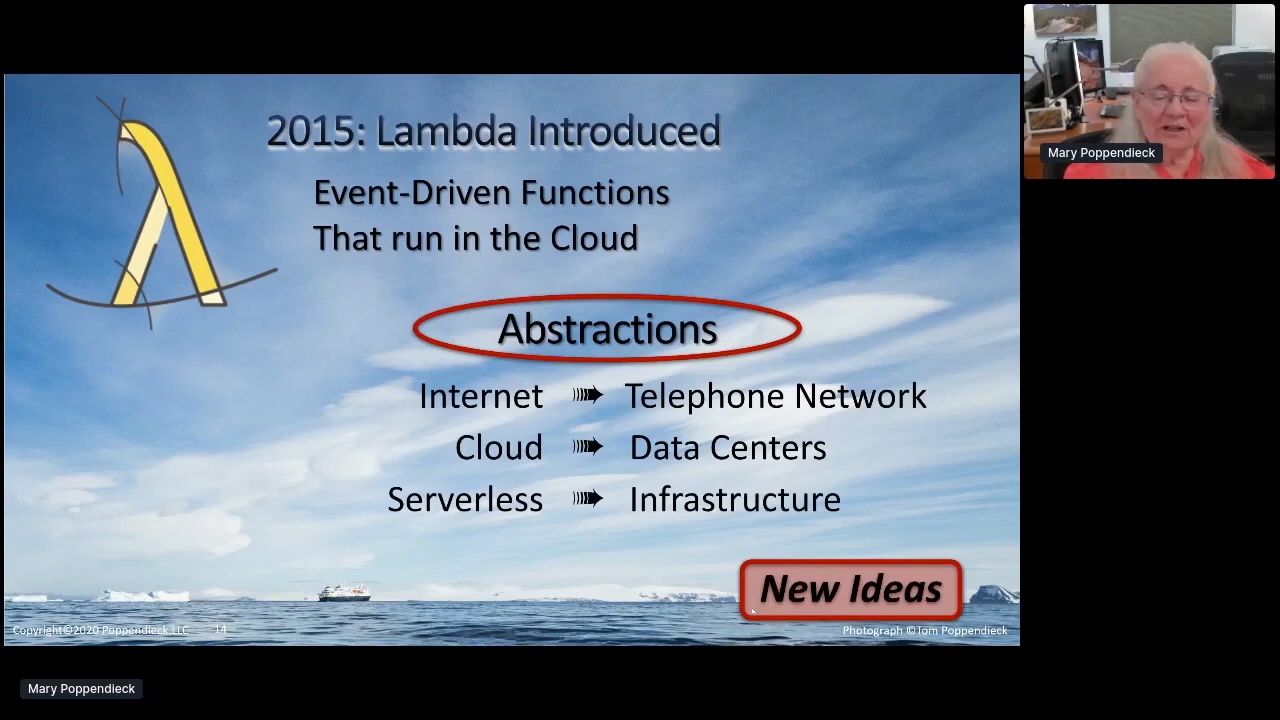 2015: Lambda Introduced
Event-Driven Functions
That run in the Cloud
Abstractions
Internet ➠ Telephone Network
Cloud ➠ Data Centers
Serverless ➠ Infrastructure
New Ideas
Copyright©2020 Poppendieck LLC 14
Photograph ©Tom Poppendieck
Mary Poppendieck
Mary Poppendieck